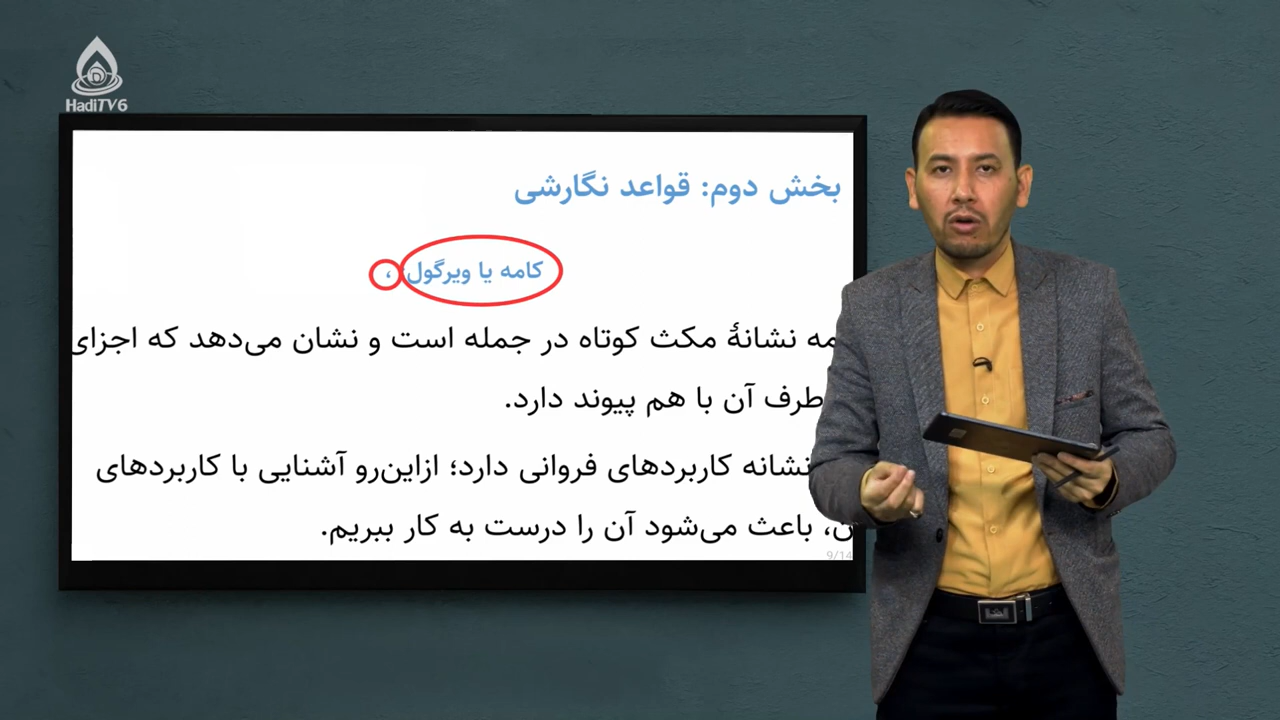 HadiTV6
بخش دوم: قواعد نگارشی
کامه یا ویرگول ،
نشانهٔ مکث کوتاه در جمله است و نشان می‌دهد که اجزای
طرف آن با هم پیوند دارد.
نشانه کاربردهای فروانی دارد؛ ازاین‌رو آشنایی با کاربردهای
باعث می‌شود آن را درست به کار ببریم.
9/14